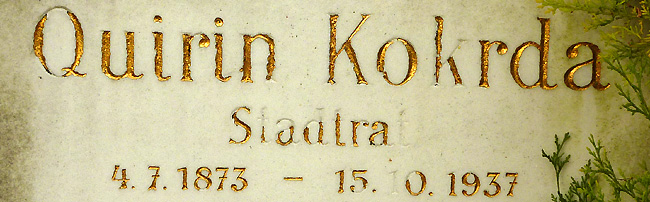 Quirin Kokrda
Stadtrat
4.7.1873 – 15.10.1937